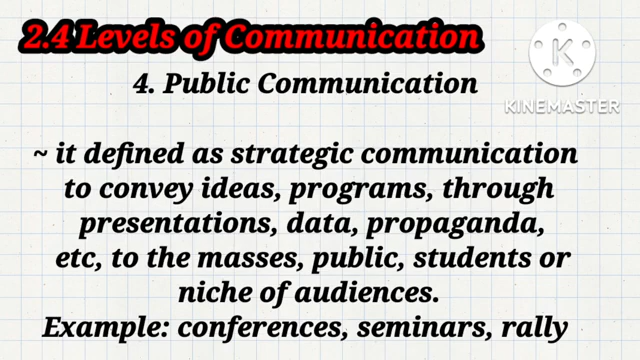 2.4 Levels of Communication
4. Public Communication
K
KINEMASTER
~ it defined as strategic communication
to convey ideas, programs, through
presentations, data, propaganda,
etc, to the masses, public, students or
niche of audiences.
Example: conferences, seminars, rally